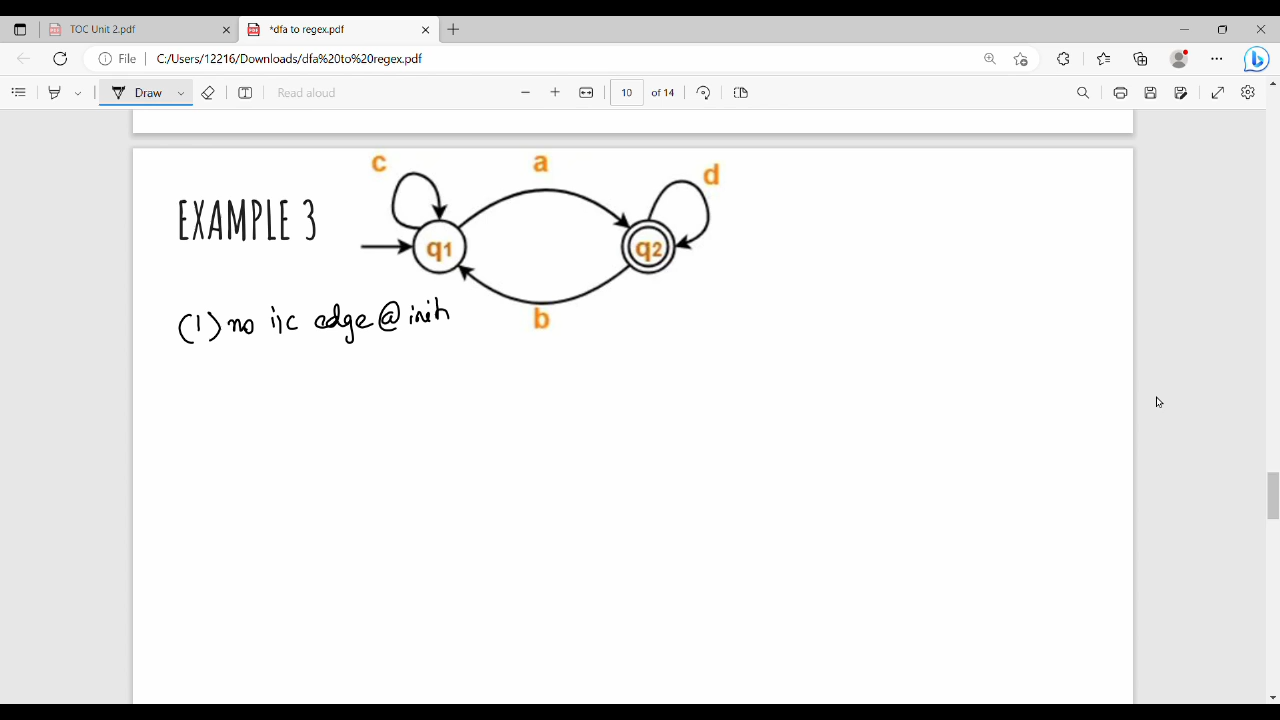 TOC Unit 2.pdf
*dfa to regex.pdf
File
C:/Users/12216/Downloads/dfa%20to%20regex.pdf
Draw
Read aloud
10 of 14
EXAMPLE 3
c
a
d
q1
q2
b
(1) no i/c edge @ init